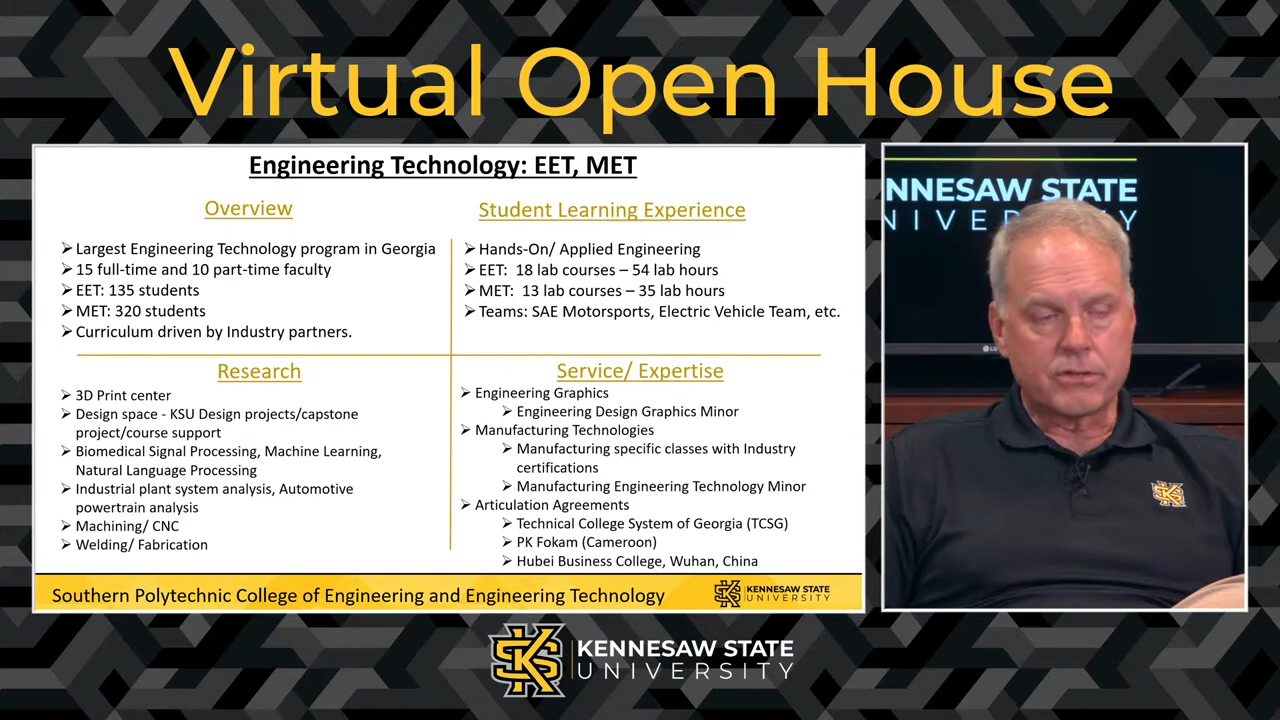 Virtual Open House
Engineering Technology: EET, MET
Overview
➢Largest Engineering Technology program in Georgia
➢15 full-time and 10 part-time faculty
➢EET: 135 students
➢MET: 320 students
➢Curriculum driven by Industry partners.
Student Learning Experience
➢Hands-On/ Applied Engineering
➢EET: 18 lab courses – 54 lab hours
➢MET: 13 lab courses – 35 lab hours
➢Teams: SAE Motorsports, Electric Vehicle Team, etc.
Research
➢ 3D Print center
➢ Design space - KSU Design projects/capstone
project/course support
➢ Biomedical Signal Processing, Machine Learning,
Natural Language Processing
➢ Industrial plant system analysis, Automotive
powertrain analysis
➢ Machining/ CNC
➢ Welding/ Fabrication
Service/ Expertise
➢ Engineering Graphics
➢ Engineering Design Graphics Minor
➢ Manufacturing Technologies
➢ Manufacturing specific classes with Industry
certifications
➢ Manufacturing Engineering Technology Minor
➢ Articulation Agreements
➢ Technical College System of Georgia (TCSG)
➢ PK Fokam (Cameroon)
➢ Hubei Business College, Wuhan, China
Southern Polytechnic College of Engineering and Engineering Technology
KENNESAW STATE
UNIVERSITY
NNESAW STATE
NIVE Y
LG
KS
KENNESAW STATE
UNIVERSITY